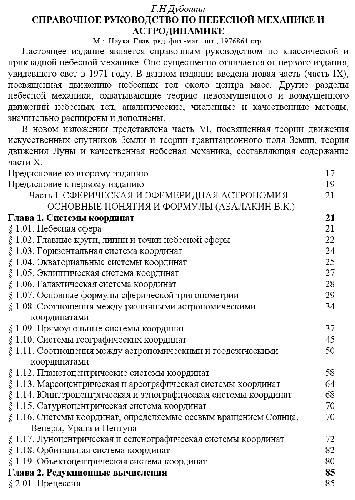 Г.Н.Дубошин
СПРАВОЧНОЕ РУКОВОДСТВО ПО НЕБЕСНОЙ МЕХАНИКЕ И
АСТРОДИНАМИКЕ
М.: Наука. Глав. ред. физ-мат. лит., 1976, 864 стр.
Настоящее издание является справочным руководством по классической и
прикладной небесной механике. Оно существенно отличается от первого издания,
увидевшего свет в 1971 году. В данном издании введена новая часть (часть IX),
посвященная движению небесных тел около центра масс. Другие разделы
небесной механики, охватывающие теорию невозмущенного и возмущенного
движений небесных тел, аналитические, численные и качественные методы,
значительно расширены и дополнены.
В новом изложении представлена часть VI, посвященная теории движения
искусственных спутников Земли и теории гравитационного поля Земли, теория
движения Луны и качественная небесная механика, составляющая содержание
части X.
Предисловие ко второму изданию 17
Предисловие к первому изданию 19
Часть I. СФЕРИЧЕСКАЯ И ЭФЕМЕРИДНАЯ АСТРОНОМИЯ 21
ОСНОВНЫЕ ПОНЯТИЯ И ФОРМУЛЫ (АБАЛАКИН В.К.)
Глава 1. Системы координат 21
§ 1.01. Небесная сфера 21
§ 1.02. Главные круги, линии и точки небесной сферы 22
§ 1.03. Горизонтальная система координат 24
§ 1.04. Экваториальные системы координат 25
§ 1.05. Эклиптическая система координат 27
§ 1.06. Галактическая система координат 28
§ 1.07. Основные формулы сферической тригонометрии 29
§ 1.08. Соотношения между различными астрономическими 34
координатами
§ 1.09. Прямоугольные системы координат 37
§ 1.10. Системы географических координат 45
§ 1.11. Соотношения между астрономическими и геодезическими 50
координатами
§ 1.12. Планетоцентрические системы координат 58
§ 1.13. Марсоцентрическая и ареографическая системы координат 64
§ 1.14. Юпитероцентрическая и зенографическая системы координат 68
§ 1.15. Сатурноцентрическая система координат 70
§ 1.16. Системы координат, определяемые осевым вращением Солнца, 70
Венеры, Урана и Нептуна
§ 1.17. Луноцентрическая и селенографическая системы координат 72
§ 1.18. Орбитальная система координат 82
§ 1.19. Объектоцентрическая система координат 80
Глава 2. Редукционные вычисления 85
§ 2.01. Прецессия 85